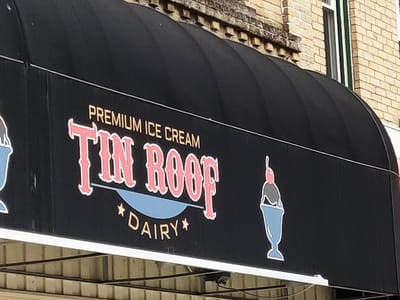 PREMIUM ICE CREAM
TIN ROOF
DAIRY